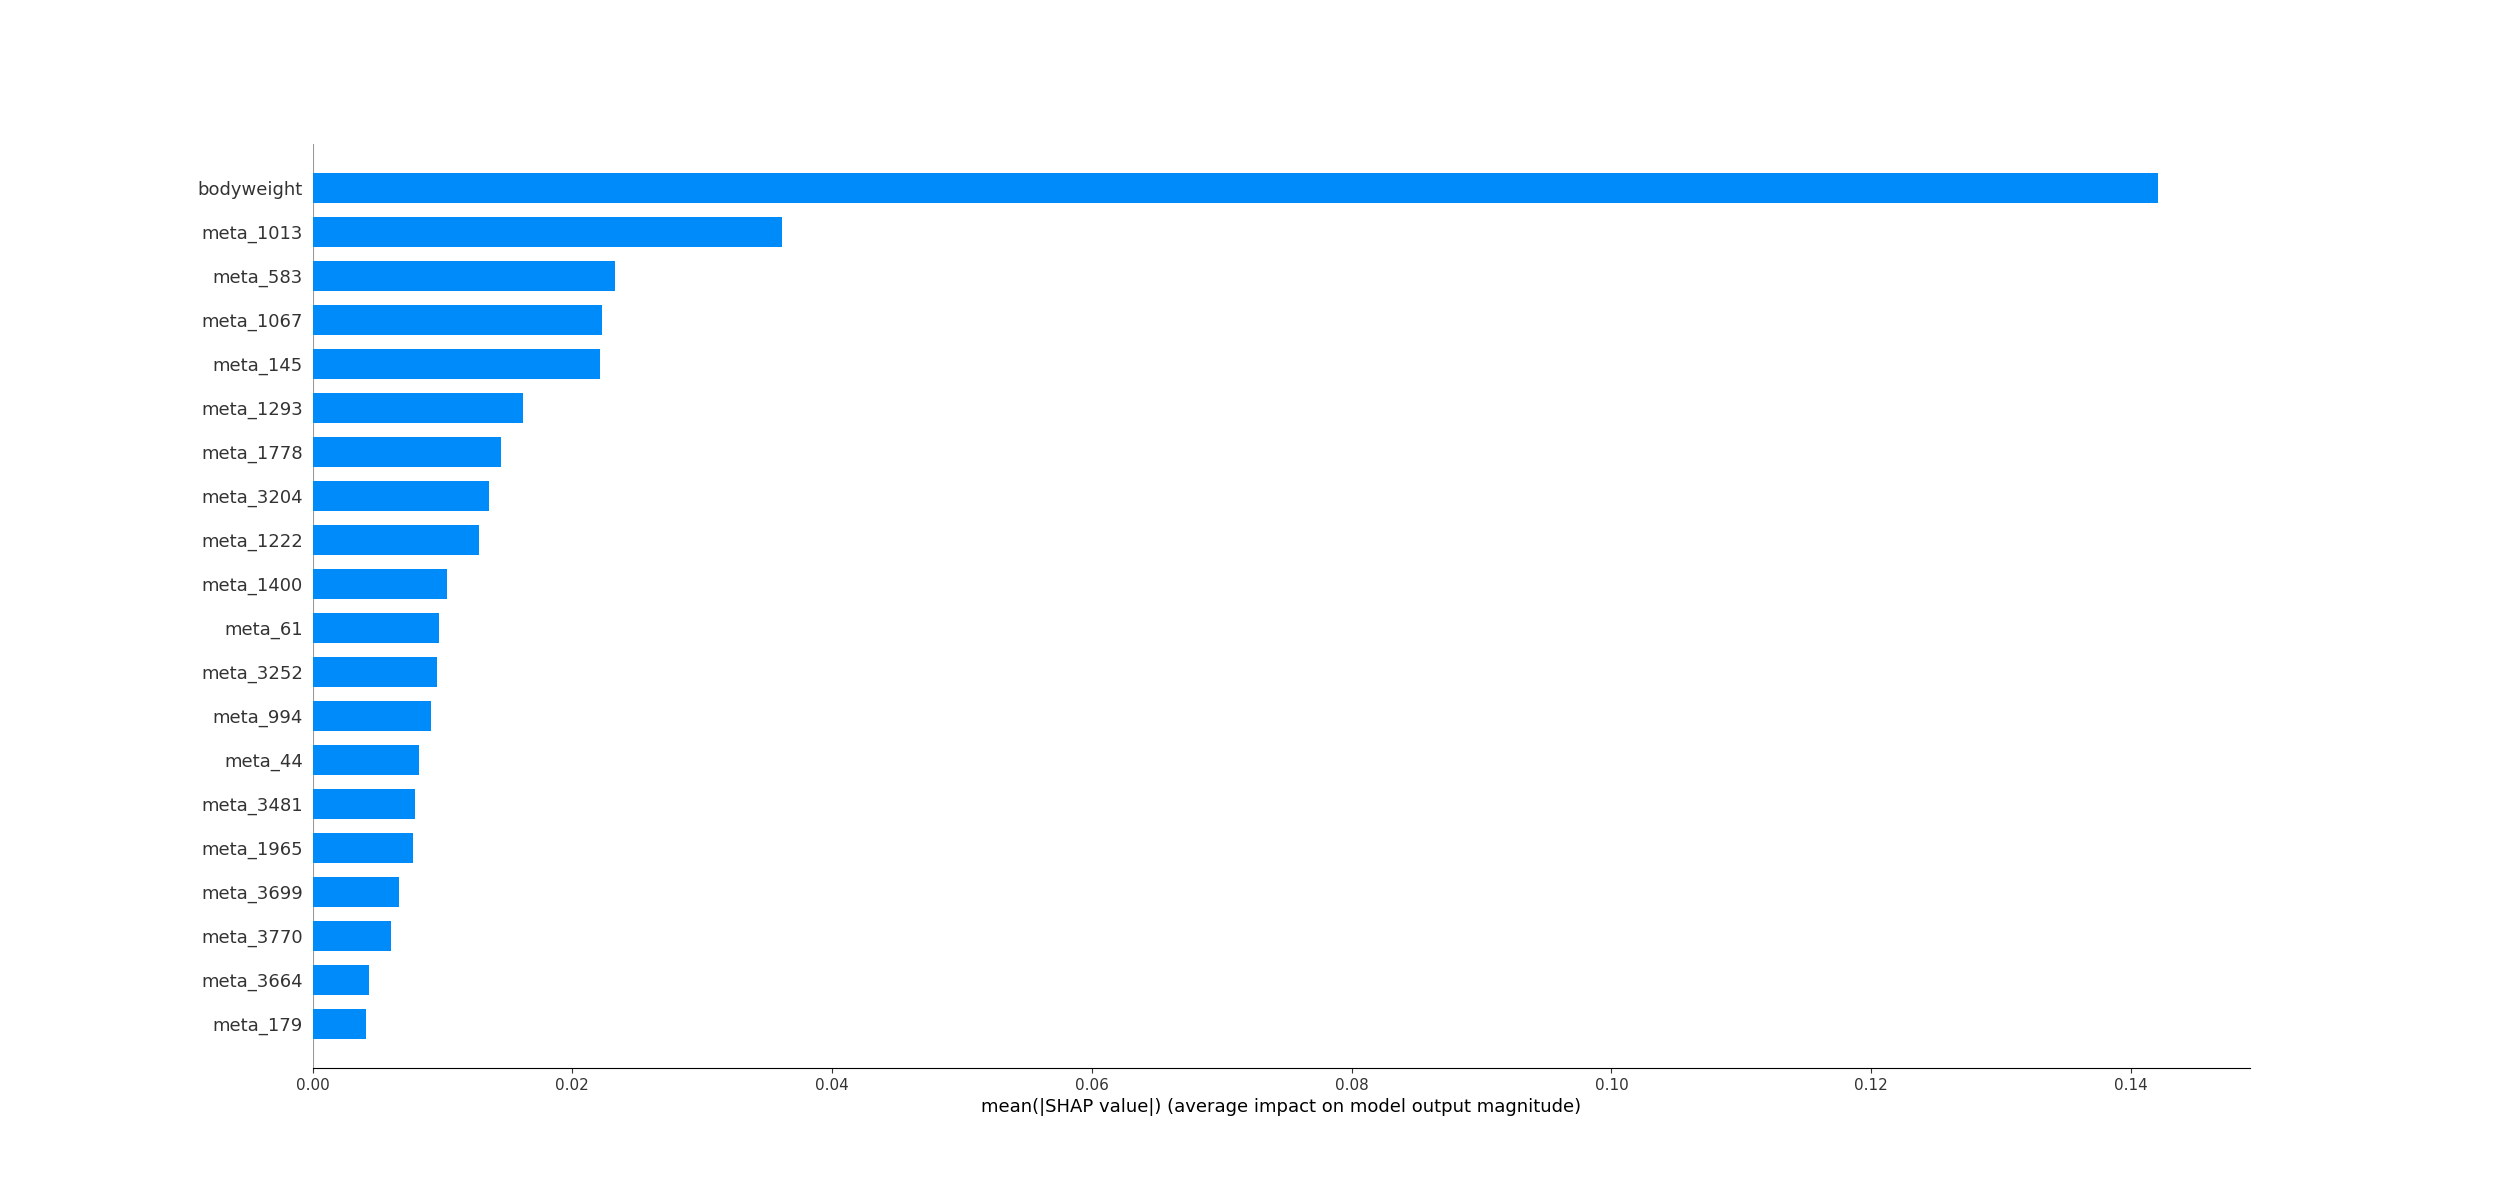 bodyweight
meta_1013
meta_583
meta_1067
meta_145
meta_1293
meta_1778
meta_3204
meta_1222
meta_1400
meta_61
meta_3252
meta_994
meta_44
meta_3481
meta_1965
meta_3699
meta_3770
meta_3664
meta_179
0.00 0.02 0.04 0.06 0.08 0.10 0.12 0.14
mean(|SHAP value|) (average impact on model output magnitude)